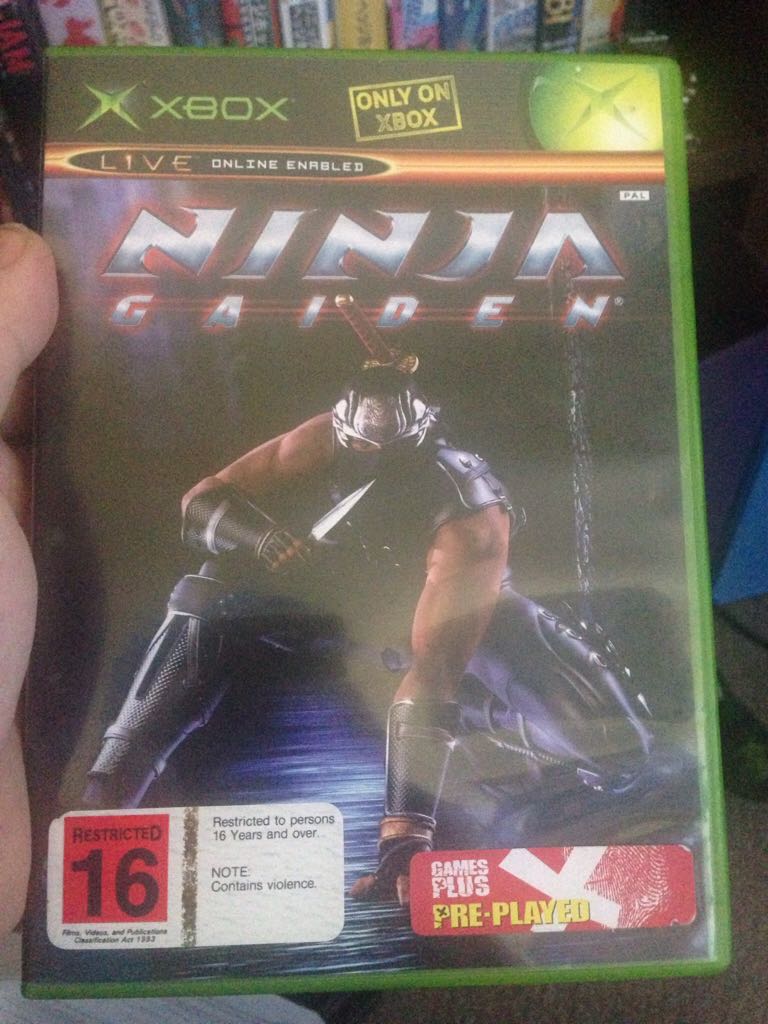 XBOX
ONLY ON
XBOX
LIVE ONLINE ENABLED
PAL
NINJA
GAIDEN®
RESTRICTED
16
Films, Videos, and Publications
Classification Act 1993
Restricted to persons
16 Years and over.
NOTE:
Contains violence.
GAMES
PLUS
PRE-PLAYED